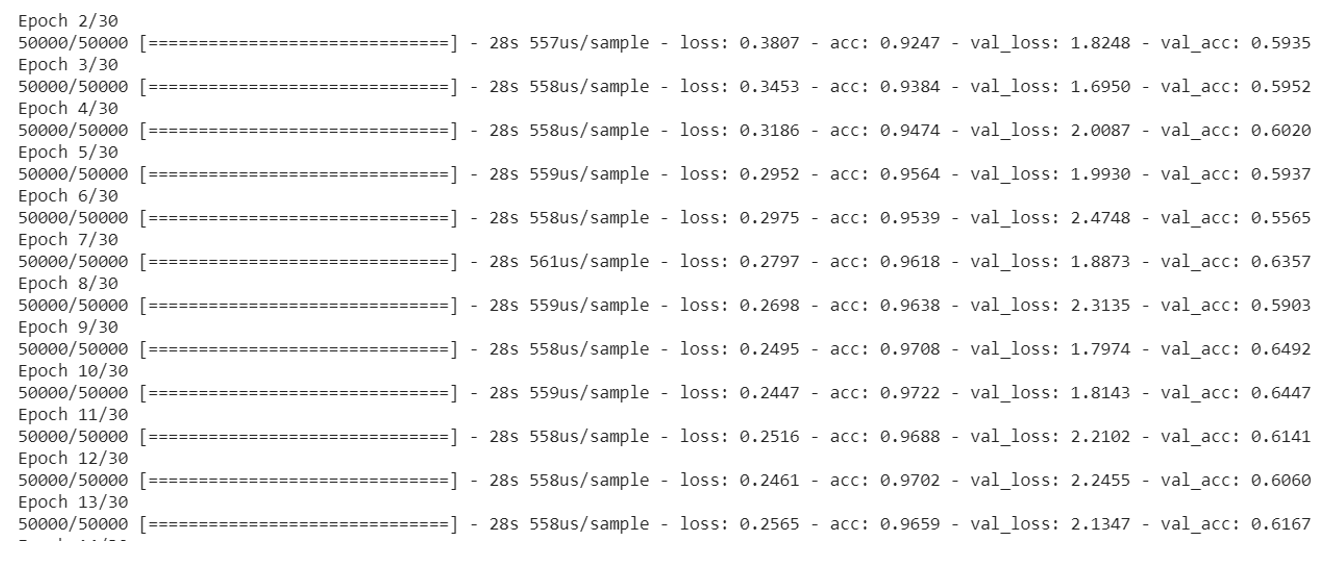 Epoch 2/30
50000/50000 [==============================] - 28s 557us/sample - loss: 0.3807 - acc: 0.9247 - val_loss: 1.8248 - val_acc: 0.5935
Epoch 3/30
50000/50000 [==============================] - 28s 558us/sample - loss: 0.3453 - acc: 0.9384 - val_loss: 1.6950 - val_acc: 0.5952
Epoch 4/30
50000/50000 [==============================] - 28s 558us/sample - loss: 0.3186 - acc: 0.9474 - val_loss: 2.0087 - val_acc: 0.6020
Epoch 5/30
50000/50000 [==============================] - 28s 559us/sample - loss: 0.2952 - acc: 0.9564 - val_loss: 1.9930 - val_acc: 0.5937
Epoch 6/30
50000/50000 [==============================] - 28s 558us/sample - loss: 0.2975 - acc: 0.9539 - val_loss: 2.4748 - val_acc: 0.5565
Epoch 7/30
50000/50000 [==============================] - 28s 561us/sample - loss: 0.2797 - acc: 0.9618 - val_loss: 1.8873 - val_acc: 0.6357
Epoch 8/30
50000/50000 [==============================] - 28s 559us/sample - loss: 0.2698 - acc: 0.9638 - val_loss: 2.3135 - val_acc: 0.5903
Epoch 9/30
50000/50000 [==============================] - 28s 558us/sample - loss: 0.2495 - acc: 0.9708 - val_loss: 1.7974 - val_acc: 0.6492
Epoch 10/30
50000/50000 [==============================] - 28s 559us/sample - loss: 0.2447 - acc: 0.9722 - val_loss: 1.8143 - val_acc: 0.6447
Epoch 11/30
50000/50000 [==============================] - 28s 558us/sample - loss: 0.2516 - acc: 0.9688 - val_loss: 2.2102 - val_acc: 0.6141
Epoch 12/30
50000/50000 [==============================] - 28s 558us/sample - loss: 0.2461 - acc: 0.9702 - val_loss: 2.2455 - val_acc: 0.6060
Epoch 13/30
50000/50000 [==============================] - 28s 558us/sample - loss: 0.2565 - acc: 0.9659 - val_loss: 2.1347 - val_acc: 0.6167